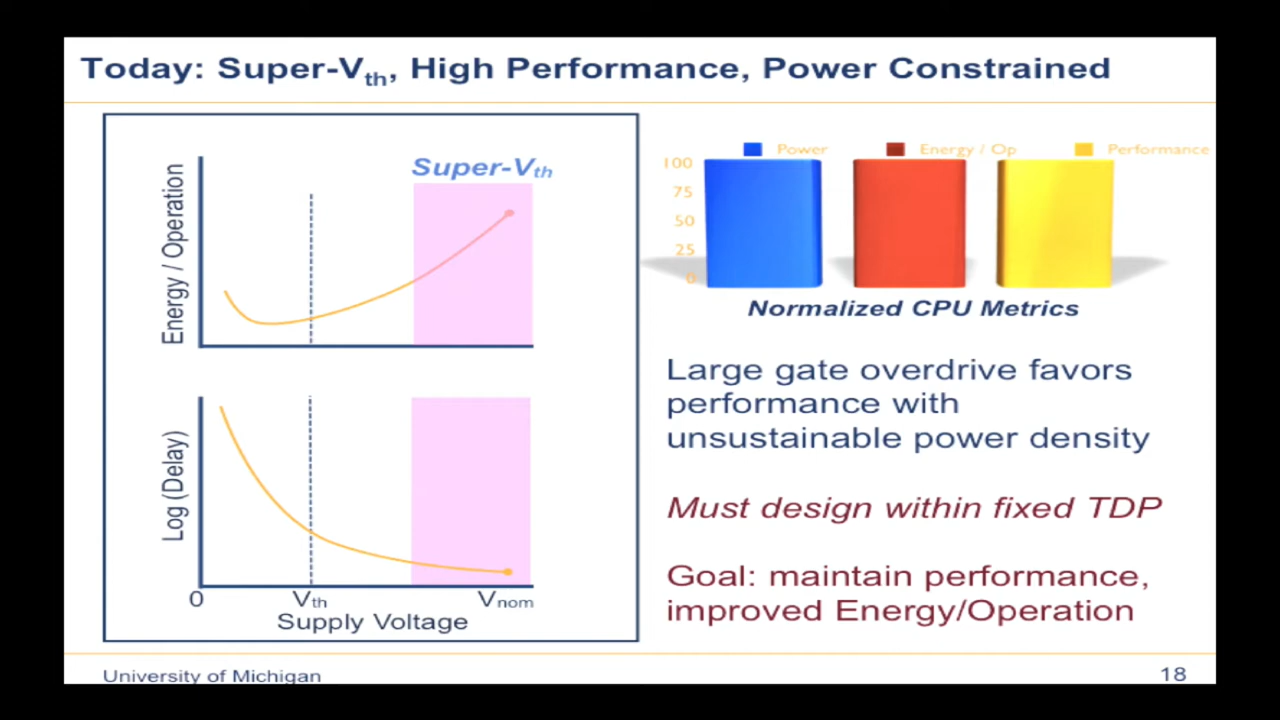 Today: Super-Vth, High Performance, Power Constrained
Super-Vth
Energy / Operation
Log (Delay)
0
Vth
Vnom
Supply Voltage
Power
Energy / Op
Performance
100
75
50
25
0
Normalized CPU Metrics
Large gate overdrive favors
performance with
unsustainable power density
Must design within fixed TDP
Goal: maintain performance,
improved Energy/Operation
University of Michigan
18